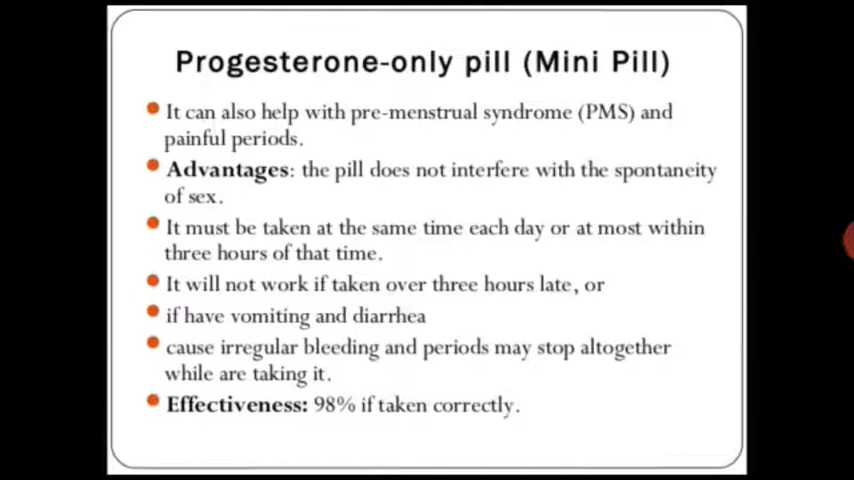 Progesterone-only pill (Mini Pill)
It can also help with pre-menstrual syndrome (PMS) and
painful periods.
Advantages: the pill does not interfere with the spontaneity
of sex.
It must be taken at the same time each day or at most within
three hours of that time.
It will not work if taken over three hours late, or
if have vomiting and diarrhea
cause irregular bleeding and periods may stop altogether
while are taking it.
Effectiveness: 98% if taken correctly.